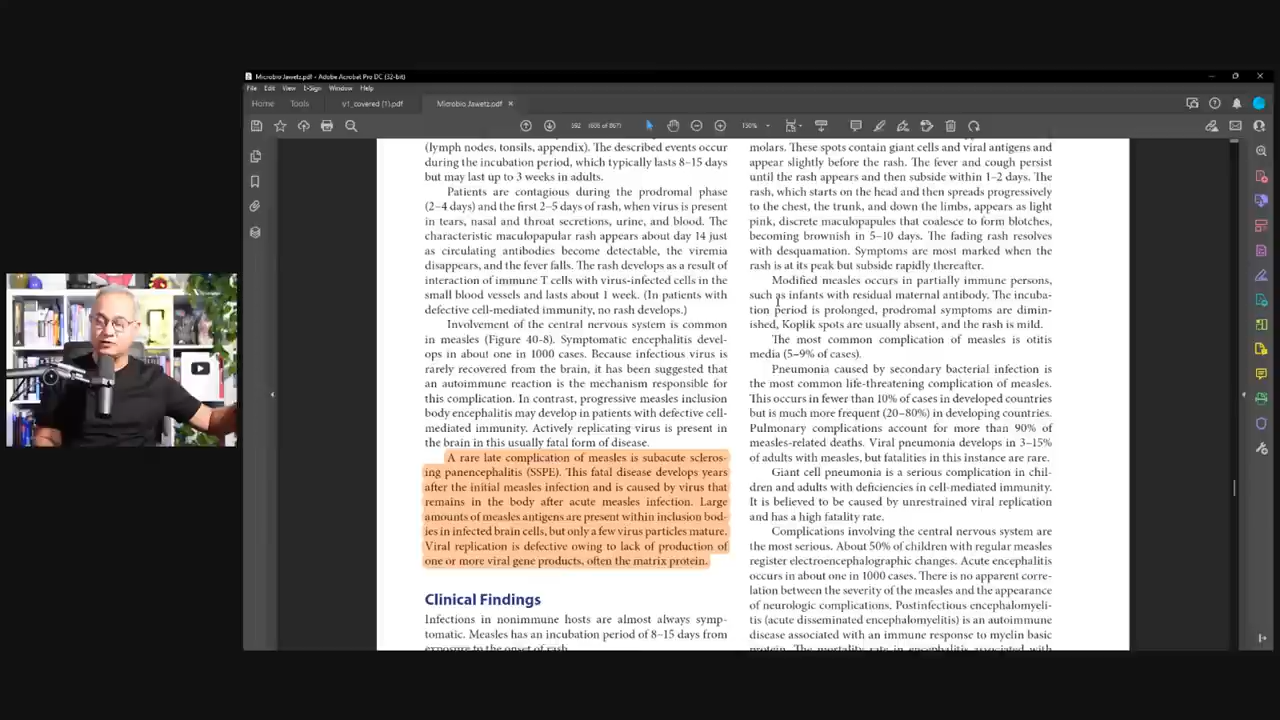 Microbio Jawetz.pdf - Adobe Acrobat Pro DC (32-bit)
File Edit View E-Sign Window Help
Home Tools v1_covered (1).pdf Microbio Jawetz.pdf ×
592 (605 of 867) 150%
(lymph nodes, tonsils, appendix). The described events occur
during the incubation period, which typically lasts 8–15 days
but may last up to 3 weeks in adults.
Patients are contagious during the prodromal phase
(2–4 days) and the first 2–5 days of rash, when virus is present
in tears, nasal and throat secretions, urine, and blood. The
characteristic maculopapular rash appears about day 14 just
as circulating antibodies become detectable, the viremia
disappears, and the fever falls. The rash develops as a result of
interaction of immune T cells with virus-infected cells in the
small blood vessels and lasts about 1 week. (In patients with
defective cell-mediated immunity, no rash develops.)
Involvement of the central nervous system is common
in measles (Figure 40-8). Symptomatic encephalitis devel-
ops in about one in 1000 cases. Because infectious virus is
rarely recovered from the brain, it has been suggested that
an autoimmune reaction is the mechanism responsible for
this complication. In contrast, progressive measles inclusion
body encephalitis may develop in patients with defective cell-
mediated immunity. Actively replicating virus is present in
the brain in this usually fatal form of disease.
A rare late complication of measles is subacute scleros-
ing panencephalitis (SSPE). This fatal disease develops years
after the initial measles infection and is caused by virus that
remains in the body after acute measles infection. Large
amounts of measles antigens are present within inclusion bod-
ies in infected brain cells, but only a few virus particles mature.
Viral replication is defective owing to lack of production of
one or more viral gene products, often the matrix protein.
Clinical Findings
Infections in nonimmune hosts are almost always symp-
tomatic. Measles has an incubation period of 8–15 days from
exposure to the onset of rash.
molars. These spots contain giant cells and viral antigens and
appear slightly before the rash. The fever and cough persist
until the rash appears and then subside within 1–2 days. The
rash, which starts on the head and then spreads progressively
to the chest, the trunk, and down the limbs, appears as light
pink, discrete maculopapules that coalesce to form blotches,
becoming brownish in 5–10 days. The fading rash resolves
with desquamation. Symptoms are most marked when the
rash is at its peak but subside rapidly thereafter.
Modified measles occurs in partially immune persons,
such as infants with residual maternal antibody. The incuba-
tion period is prolonged, prodromal symptoms are dimin-
ished, Koplik spots are usually absent, and the rash is mild.
The most common complication of measles is otitis
media (5–9% of cases).
Pneumonia caused by secondary bacterial infection is
the most common life-threatening complication of measles.
This occurs in fewer than 10% of cases in developed countries
but is much more frequent (20–80%) in developing countries.
Pulmonary complications account for more than 90% of
measles-related deaths. Viral pneumonia develops in 3–15%
of adults with measles, but fatalities in this instance are rare.
Giant cell pneumonia is a serious complication in chil-
dren and adults with deficiencies in cell-mediated immunity.
It is believed to be caused by unrestrained viral replication
and has a high fatality rate.
Complications involving the central nervous system are
the most serious. About 50% of children with regular measles
register electroencephalographic changes. Acute encephalitis
occurs in about one in 1000 cases. There is no apparent corre-
lation between the severity of the measles and the appearance
of neurologic complications. Postinfectious encephalomyeli-
tis (acute disseminated encephalomyelitis) is an autoimmune
disease associated with an immune response to myelin basic
protein. The mortality rate in encephalitis associated with